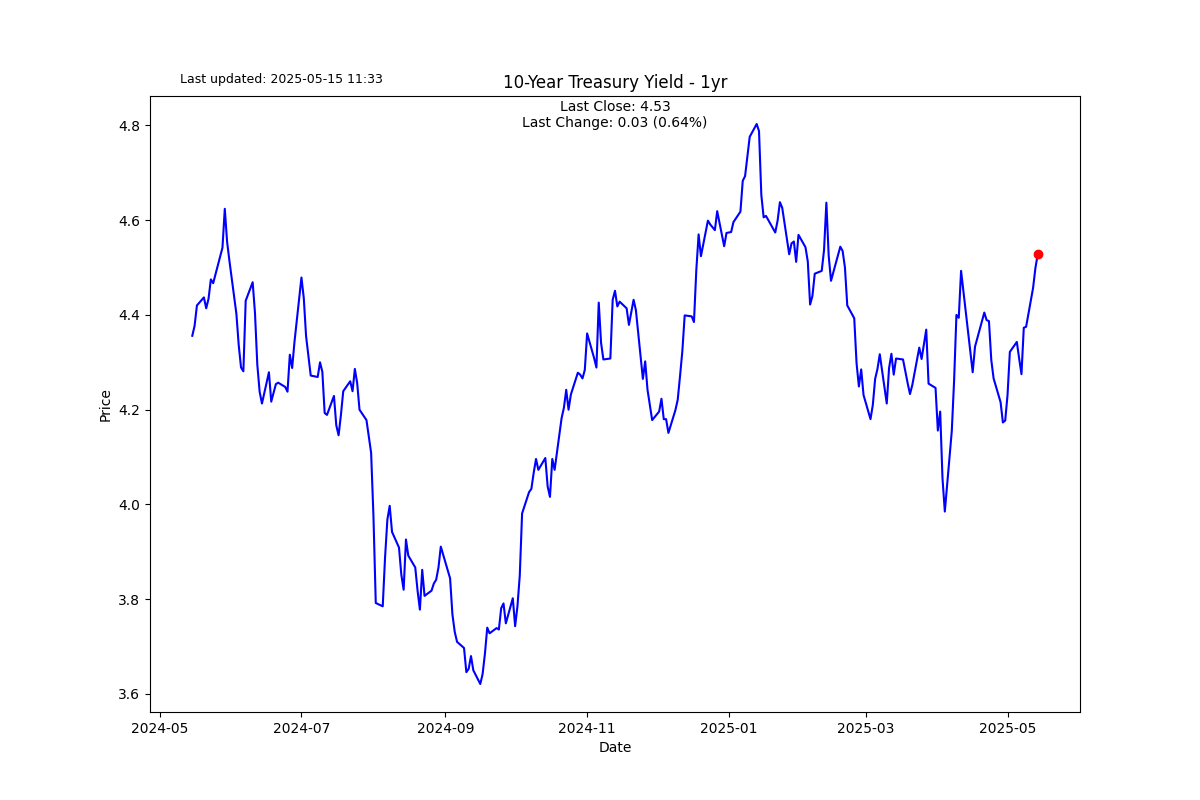 Last updated: 2025-05-15 11:33
10-Year Treasury Yield - 1yr
Last Close: 4.53
Last Change: 0.03 (0.64%)
4.8
4.6
4.4
4.2
4.0
3.8
3.6
Price
2024-05
2024-07
2024-09
2024-11
2025-01
2025-03
2025-05
Date